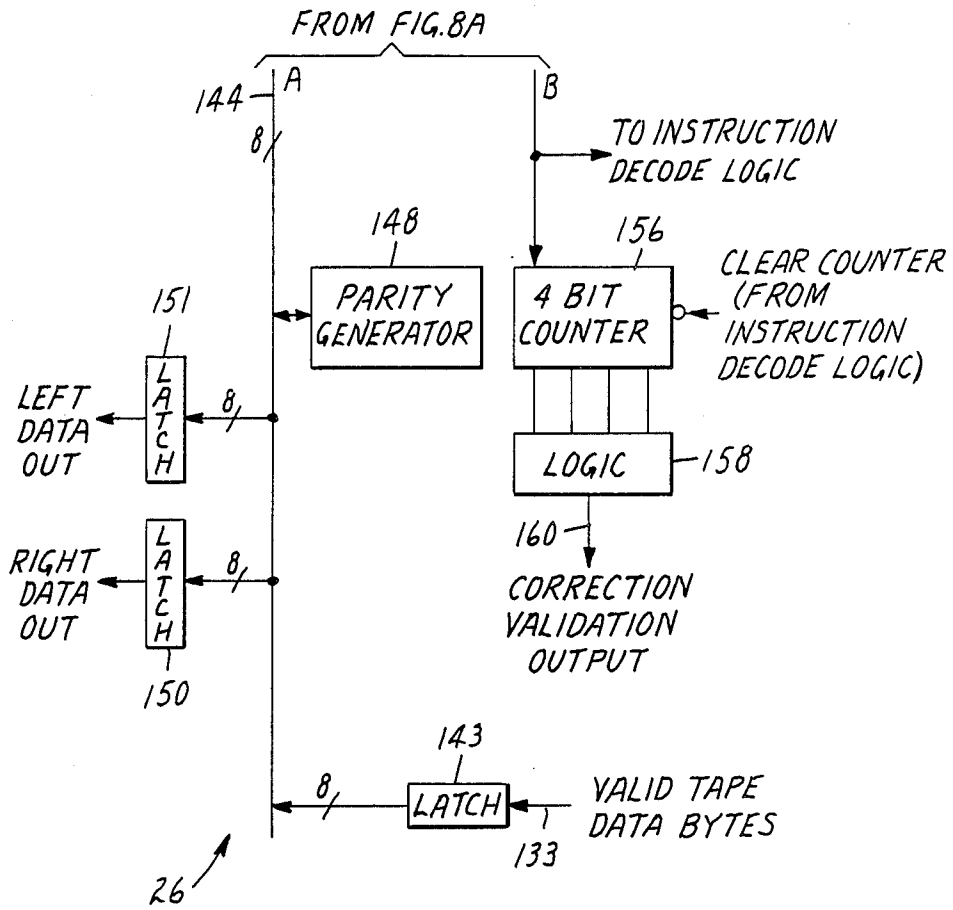 FROM FIG.8A
A
B
144
8
TO INSTRUCTION
DECODE LOGIC
148
156
PARITY
GENERATOR
4 BIT
COUNTER
CLEAR COUNTER
(FROM
INSTRUCTION
DECODE LOGIC)
151
LATCH
8
LEFT
DATA
OUT
LOGIC
158
160
CORRECTION
VALIDATION
OUTPUT
RIGHT
DATA
OUT
LATCH
8
150
143
8
LATCH
VALID TAPE
DATA BYTES
133
26